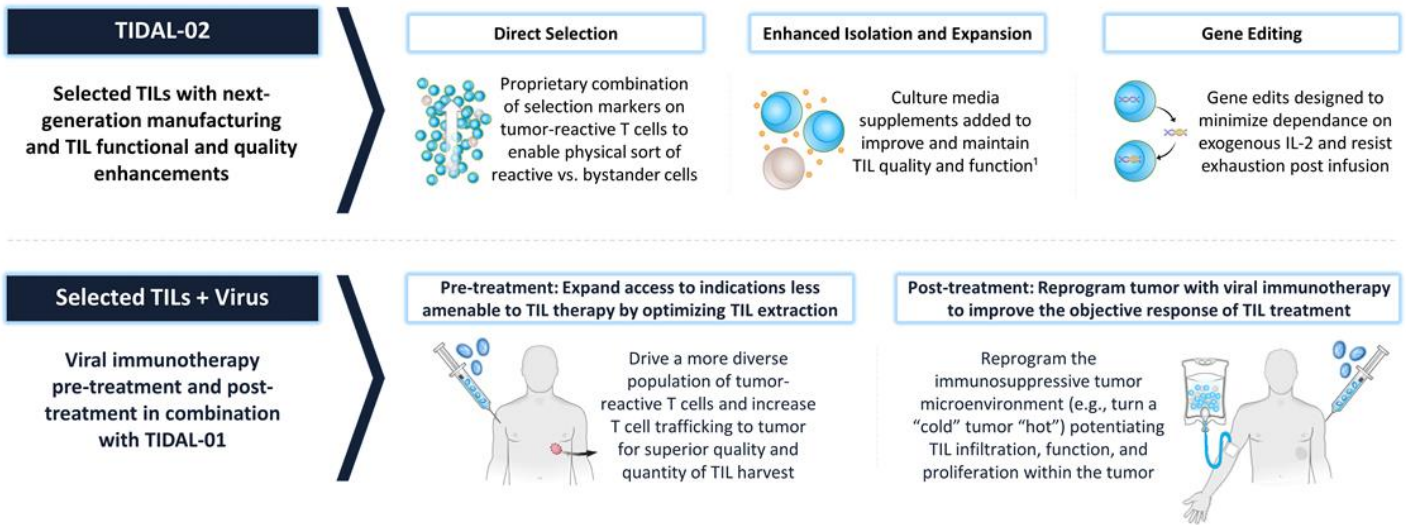 TIDAL-02
Selected TILs with next-
generation manufacturing
and TIL functional and quality
enhancements
Direct Selection
Proprietary combination
of selection markers on
tumor-reactive T cells to
enable physical sort of
reactive vs. bystander cells
Enhanced Isolation and Expansion
Culture media
supplements added to
improve and maintain
TIL quality and function¹
Gene Editing
Gene edits designed to
minimize dependance on
exogenous IL-2 and resist
exhaustion post infusion
Selected TILs + Virus
Viral immunotherapy
pre-treatment and post-
treatment in combination
with TIDAL-01
Pre-treatment: Expand access to indications less
amenable to TIL therapy by optimizing TIL extraction
Drive a more diverse
population of tumor-
reactive T cells and increase
T cell trafficking to tumor
for superior quality and
quantity of TIL harvest
Post-treatment: Reprogram tumor with viral immunotherapy
to improve the objective response of TIL treatment
Reprogram the
immunosuppressive tumor
microenvironment (e.g., turn a
“cold” tumor “hot”) potentiating
TIL infiltration, function, and
proliferation within the tumor